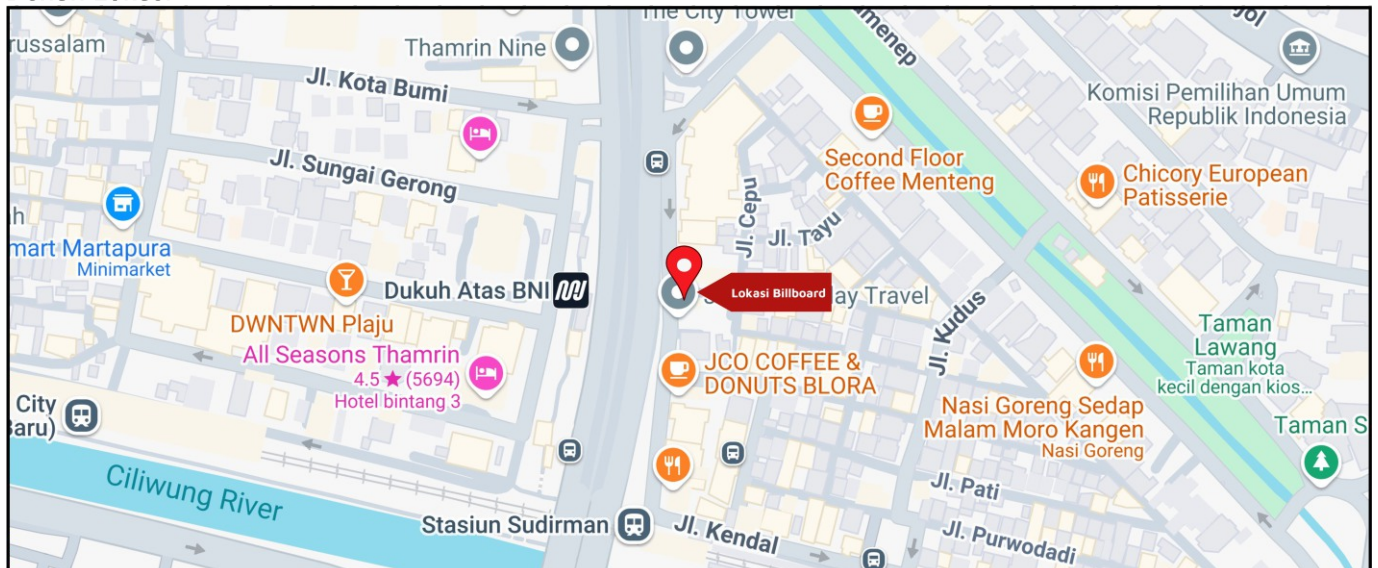 The City Tower
russalam
Thamrin Nine
Jl. Kota Bumi
Komisi Pemilihan Umum
Republik Indonesia
Second Floor
Coffee Menteng
Chicory European
Patisserie
Jl. Sungai Gerong
Jl. Cepu
Jl. Tayu
mart Martapura
Minimarket
Dukuh Atas BNI
Lokasi Billboard
ay Travel
DWNTWN Plaju
Jl. Kudus
Taman
Lawang
Taman kota
kecil dengan kios...
All Seasons Thamrin
4.5 ★ (5694)
Hotel bintang 3
JCO COFFEE &
DONUTS BLORA
City
Baru)
Nasi Goreng Sedap
Malam Moro Kangen
Nasi Goreng
Taman S
Ciliwung River
Jl. Pati
Stasiun Sudirman
Jl. Kendal
Jl. Purwodadi